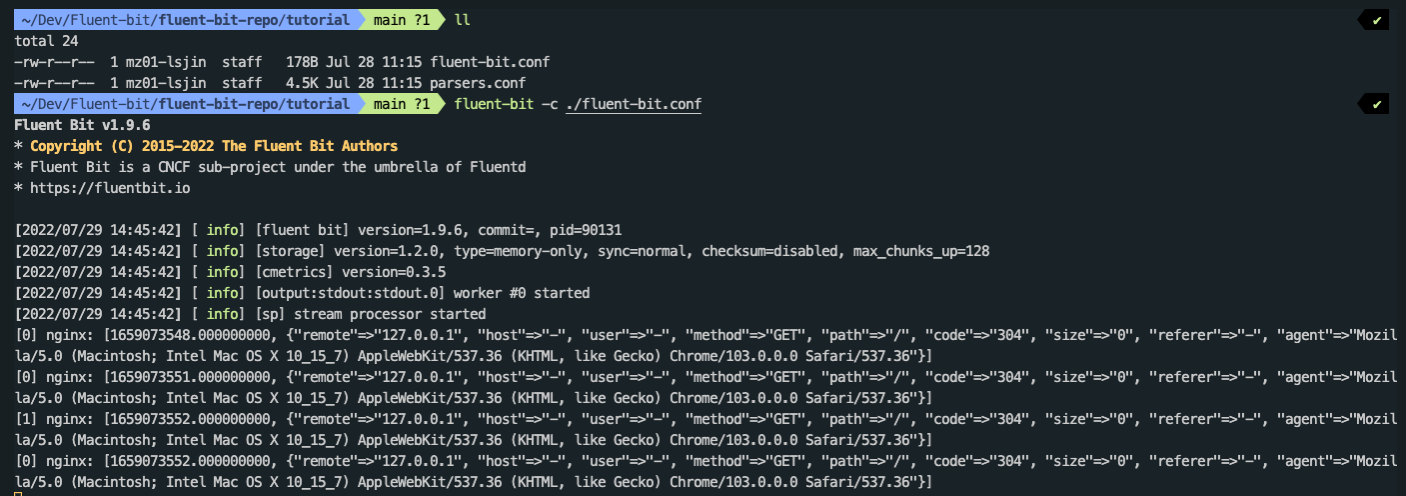 ~/Dev/Fluent-bit/fluent-bit-repo/tutorial main ?1 ll ✔
total 24
-rw-r--r-- 1 mz01-lsjin staff 178B Jul 28 11:15 fluent-bit.conf
-rw-r--r-- 1 mz01-lsjin staff 4.5K Jul 28 11:15 parsers.conf
~/Dev/Fluent-bit/fluent-bit-repo/tutorial main ?1 fluent-bit -c ./fluent-bit.conf ✔
Fluent Bit v1.9.6
* Copyright (C) 2015-2022 The Fluent Bit Authors
* Fluent Bit is a CNCF sub-project under the umbrella of Fluentd
* https://fluentbit.io
[2022/07/29 14:45:42] [ info] [fluent bit] version=1.9.6, commit=, pid=90131
[2022/07/29 14:45:42] [ info] [storage] version=1.2.0, type=memory-only, sync=normal, checksum=disabled, max_chunks_up=128
[2022/07/29 14:45:42] [ info] [cmetrics] version=0.3.5
[2022/07/29 14:45:42] [ info] [output:stdout:stdout.0] worker #0 started
[2022/07/29 14:45:42] [ info] [sp] stream processor started
[0] nginx: [1659073548.000000000, {"remote"=>"127.0.0.1", "host"=>"-", "user"=>"-", "method"=>"GET", "path"=>"/", "code"=>"304", "size"=>"0", "referer"=>"-", "agent"=>"Mozil
la/5.0 (Macintosh; Intel Mac OS X 10_15_7) AppleWebKit/537.36 (KHTML, like Gecko) Chrome/103.0.0.0 Safari/537.36"}]
[0] nginx: [1659073551.000000000, {"remote"=>"127.0.0.1", "host"=>"-", "user"=>"-", "method"=>"GET", "path"=>"/", "code"=>"304", "size"=>"0", "referer"=>"-", "agent"=>"Mozil
la/5.0 (Macintosh; Intel Mac OS X 10_15_7) AppleWebKit/537.36 (KHTML, like Gecko) Chrome/103.0.0.0 Safari/537.36"}]
[1] nginx: [1659073552.000000000, {"remote"=>"127.0.0.1", "host"=>"-", "user"=>"-", "method"=>"GET", "path"=>"/", "code"=>"304", "size"=>"0", "referer"=>"-", "agent"=>"Mozil
la/5.0 (Macintosh; Intel Mac OS X 10_15_7) AppleWebKit/537.36 (KHTML, like Gecko) Chrome/103.0.0.0 Safari/537.36"}]
[0] nginx: [1659073552.000000000, {"remote"=>"127.0.0.1", "host"=>"-", "user"=>"-", "method"=>"GET", "path"=>"/", "code"=>"304", "size"=>"0", "referer"=>"-", "agent"=>"Mozil
la/5.0 (Macintosh; Intel Mac OS X 10_15_7) AppleWebKit/537.36 (KHTML, like Gecko) Chrome/103.0.0.0 Safari/537.36"}]